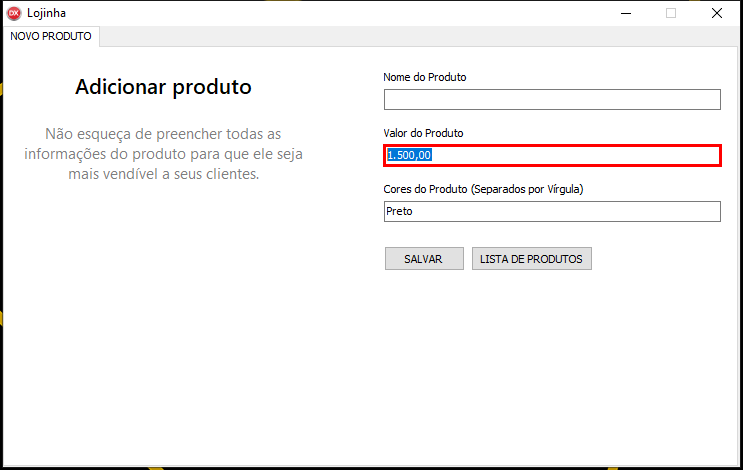 DX Lojinha
NOVO PRODUTO
Adicionar produto
Não esqueça de preencher todas as
informações do produto para que ele seja
mais vendível a seus clientes.
Nome do Produto
Valor do Produto
1.500,00
Cores do Produto (Separados por Vírgula)
Preto
SALVAR
LISTA DE PRODUTOS